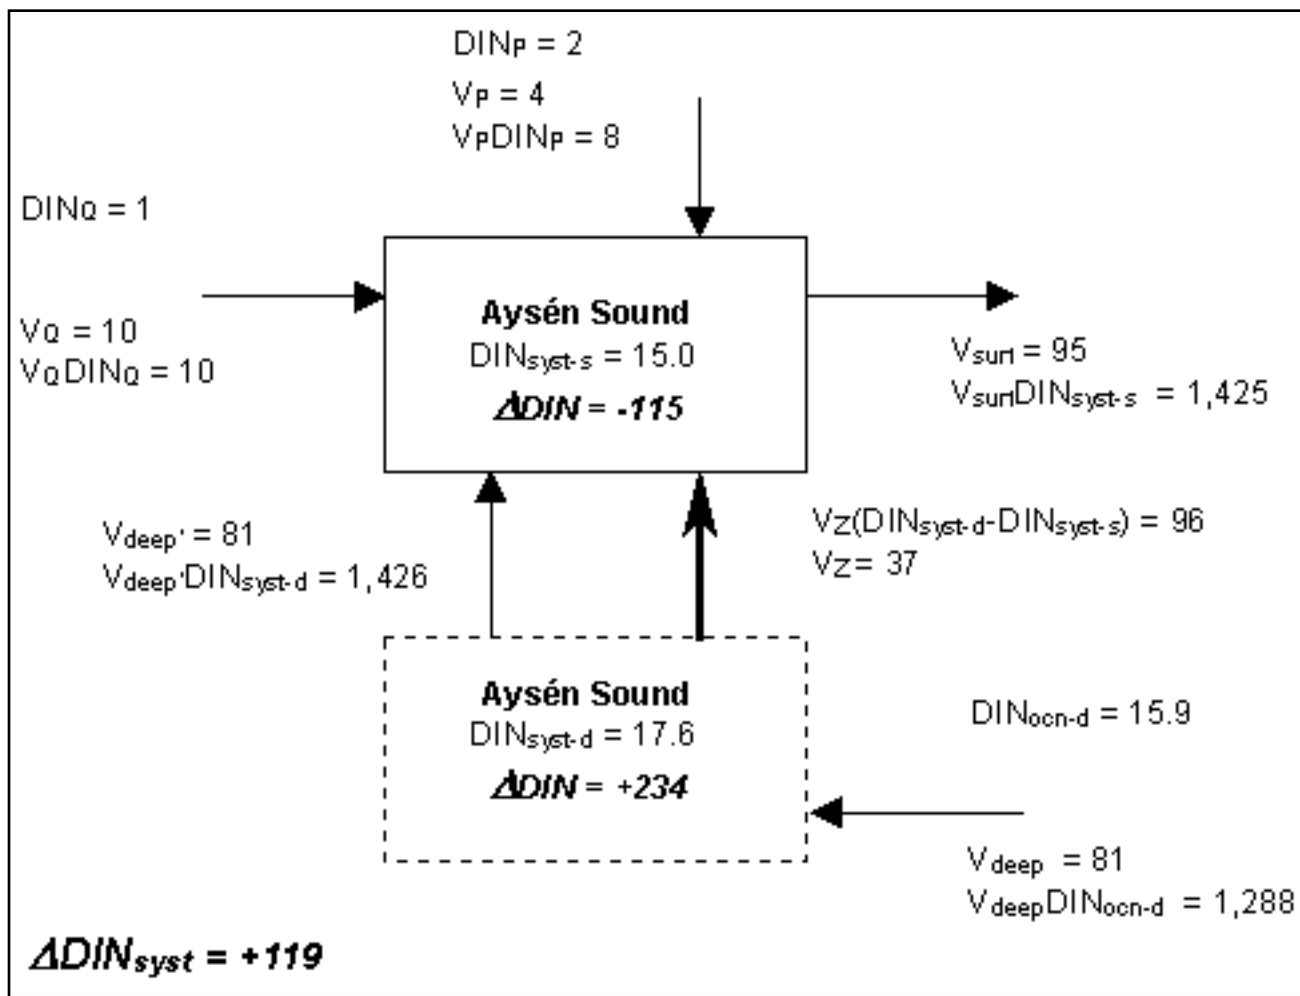 DINP = 2
VP = 4
VPDINP = 8
DINQ = 1
VQ = 10
VQDINQ = 10
Aysén Sound
DINsyst-s = 15.0
ΔDIN = -115
Vsurf = 95
VsurfDINsyst-s = 1,425
Vdeep' = 81
Vdeep'DINsyst-d = 1,426
VZ(DINsyst-d-DINsyst-s) = 96
VZ = 37
Aysén Sound
DINsyst-d = 17.6
ΔDIN = +234
DINocn-d = 15.9
Vdeep = 81
VdeepDINocn-d = 1,288
ΔDINsyst = +119